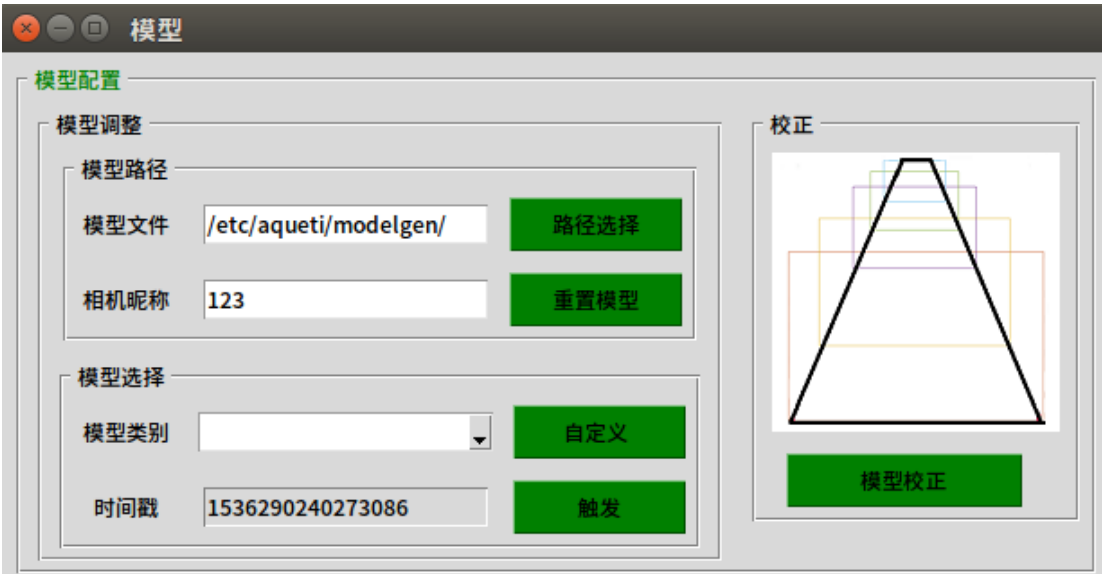 模型
模型配置
模型调整
模型路径
模型文件 /etc/aqueti/modelgen/ 路径选择
相机昵称 123 重置模型
模型选择
模型类别 自定义
时间戳 1536290240273086 触发
校正
模型校正